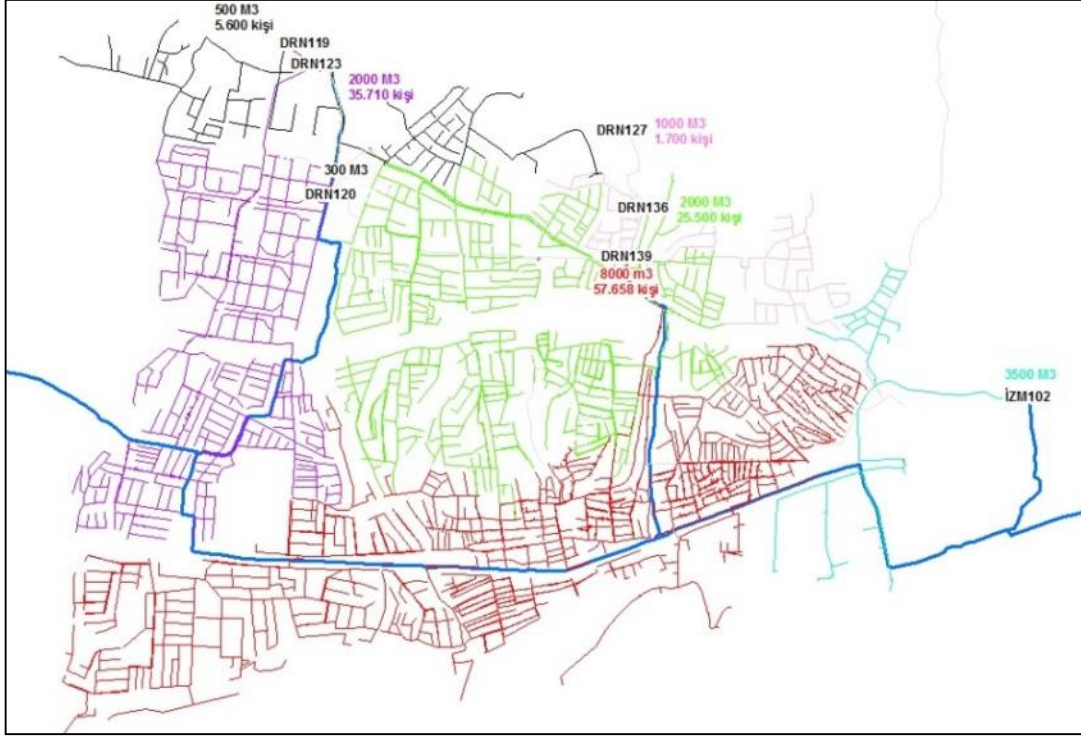 500 M3
5.600 kişi
DRN119
DRN123
2000 M3
35.710 kişi
DRN127
1000 M3
1.700 kişi
300 M3
DRN120
DRN136
2000 M3
25.500 kişi
DRN139
8000 m3
57.658 kişi
3500 M3
İZM102